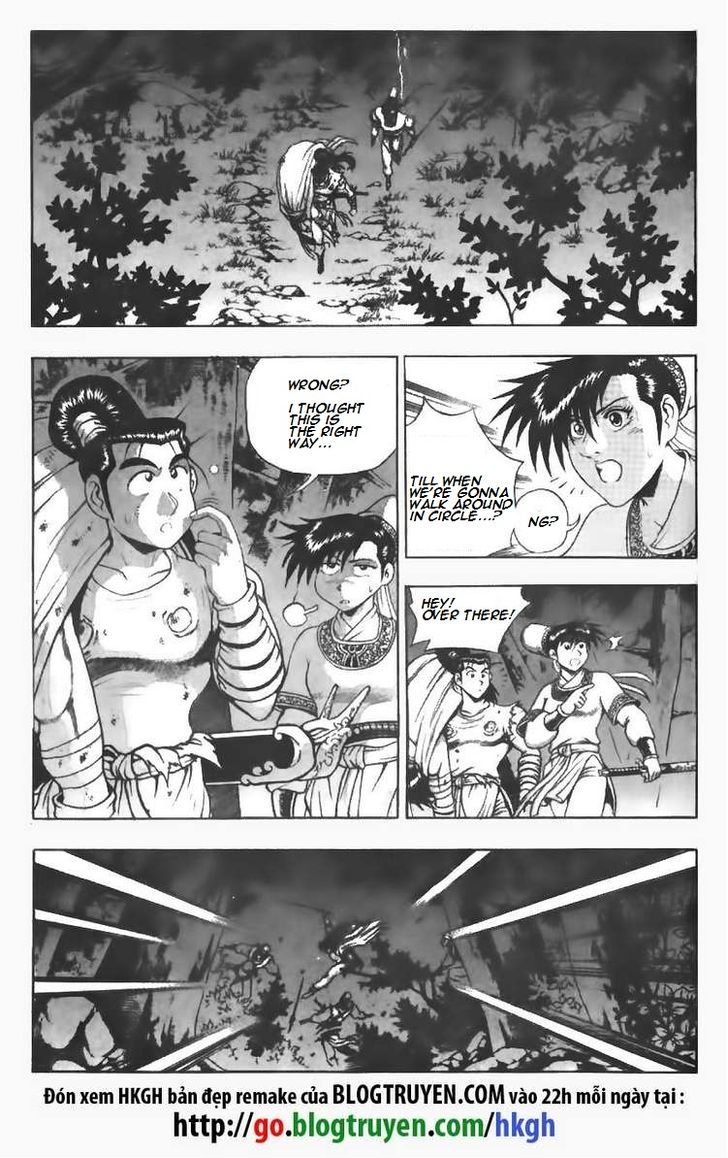 WRONG?
I THOUGHT
THIS IS
THE RIGHT
WAY...
TILL WHEN
WE'RE GONNA
WALK AROUND
IN CIRCLE...?
NG?
HEY!
OVER THERE!
Đón xem HKGH bản đẹp remake của BLOGTRUYEN.COM vào 22h mỗi ngày tại :
http://go.blogtruyen.com/hkgh